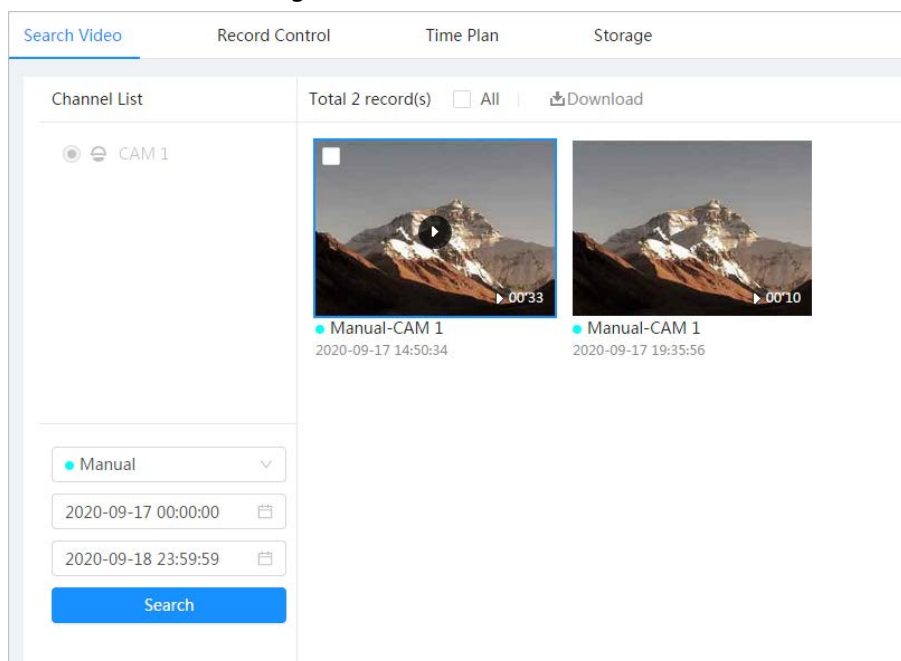 Search Video Record Control Time Plan Storage
Channel List
CAM 1
Total 2 record(s) All Download
00'33
Manual-CAM 1
2020-09-17 14:50:34
00'10
Manual-CAM 1
2020-09-17 19:35:56
Manual
2020-09-17 00:00:00
2020-09-18 23:59:59
Search